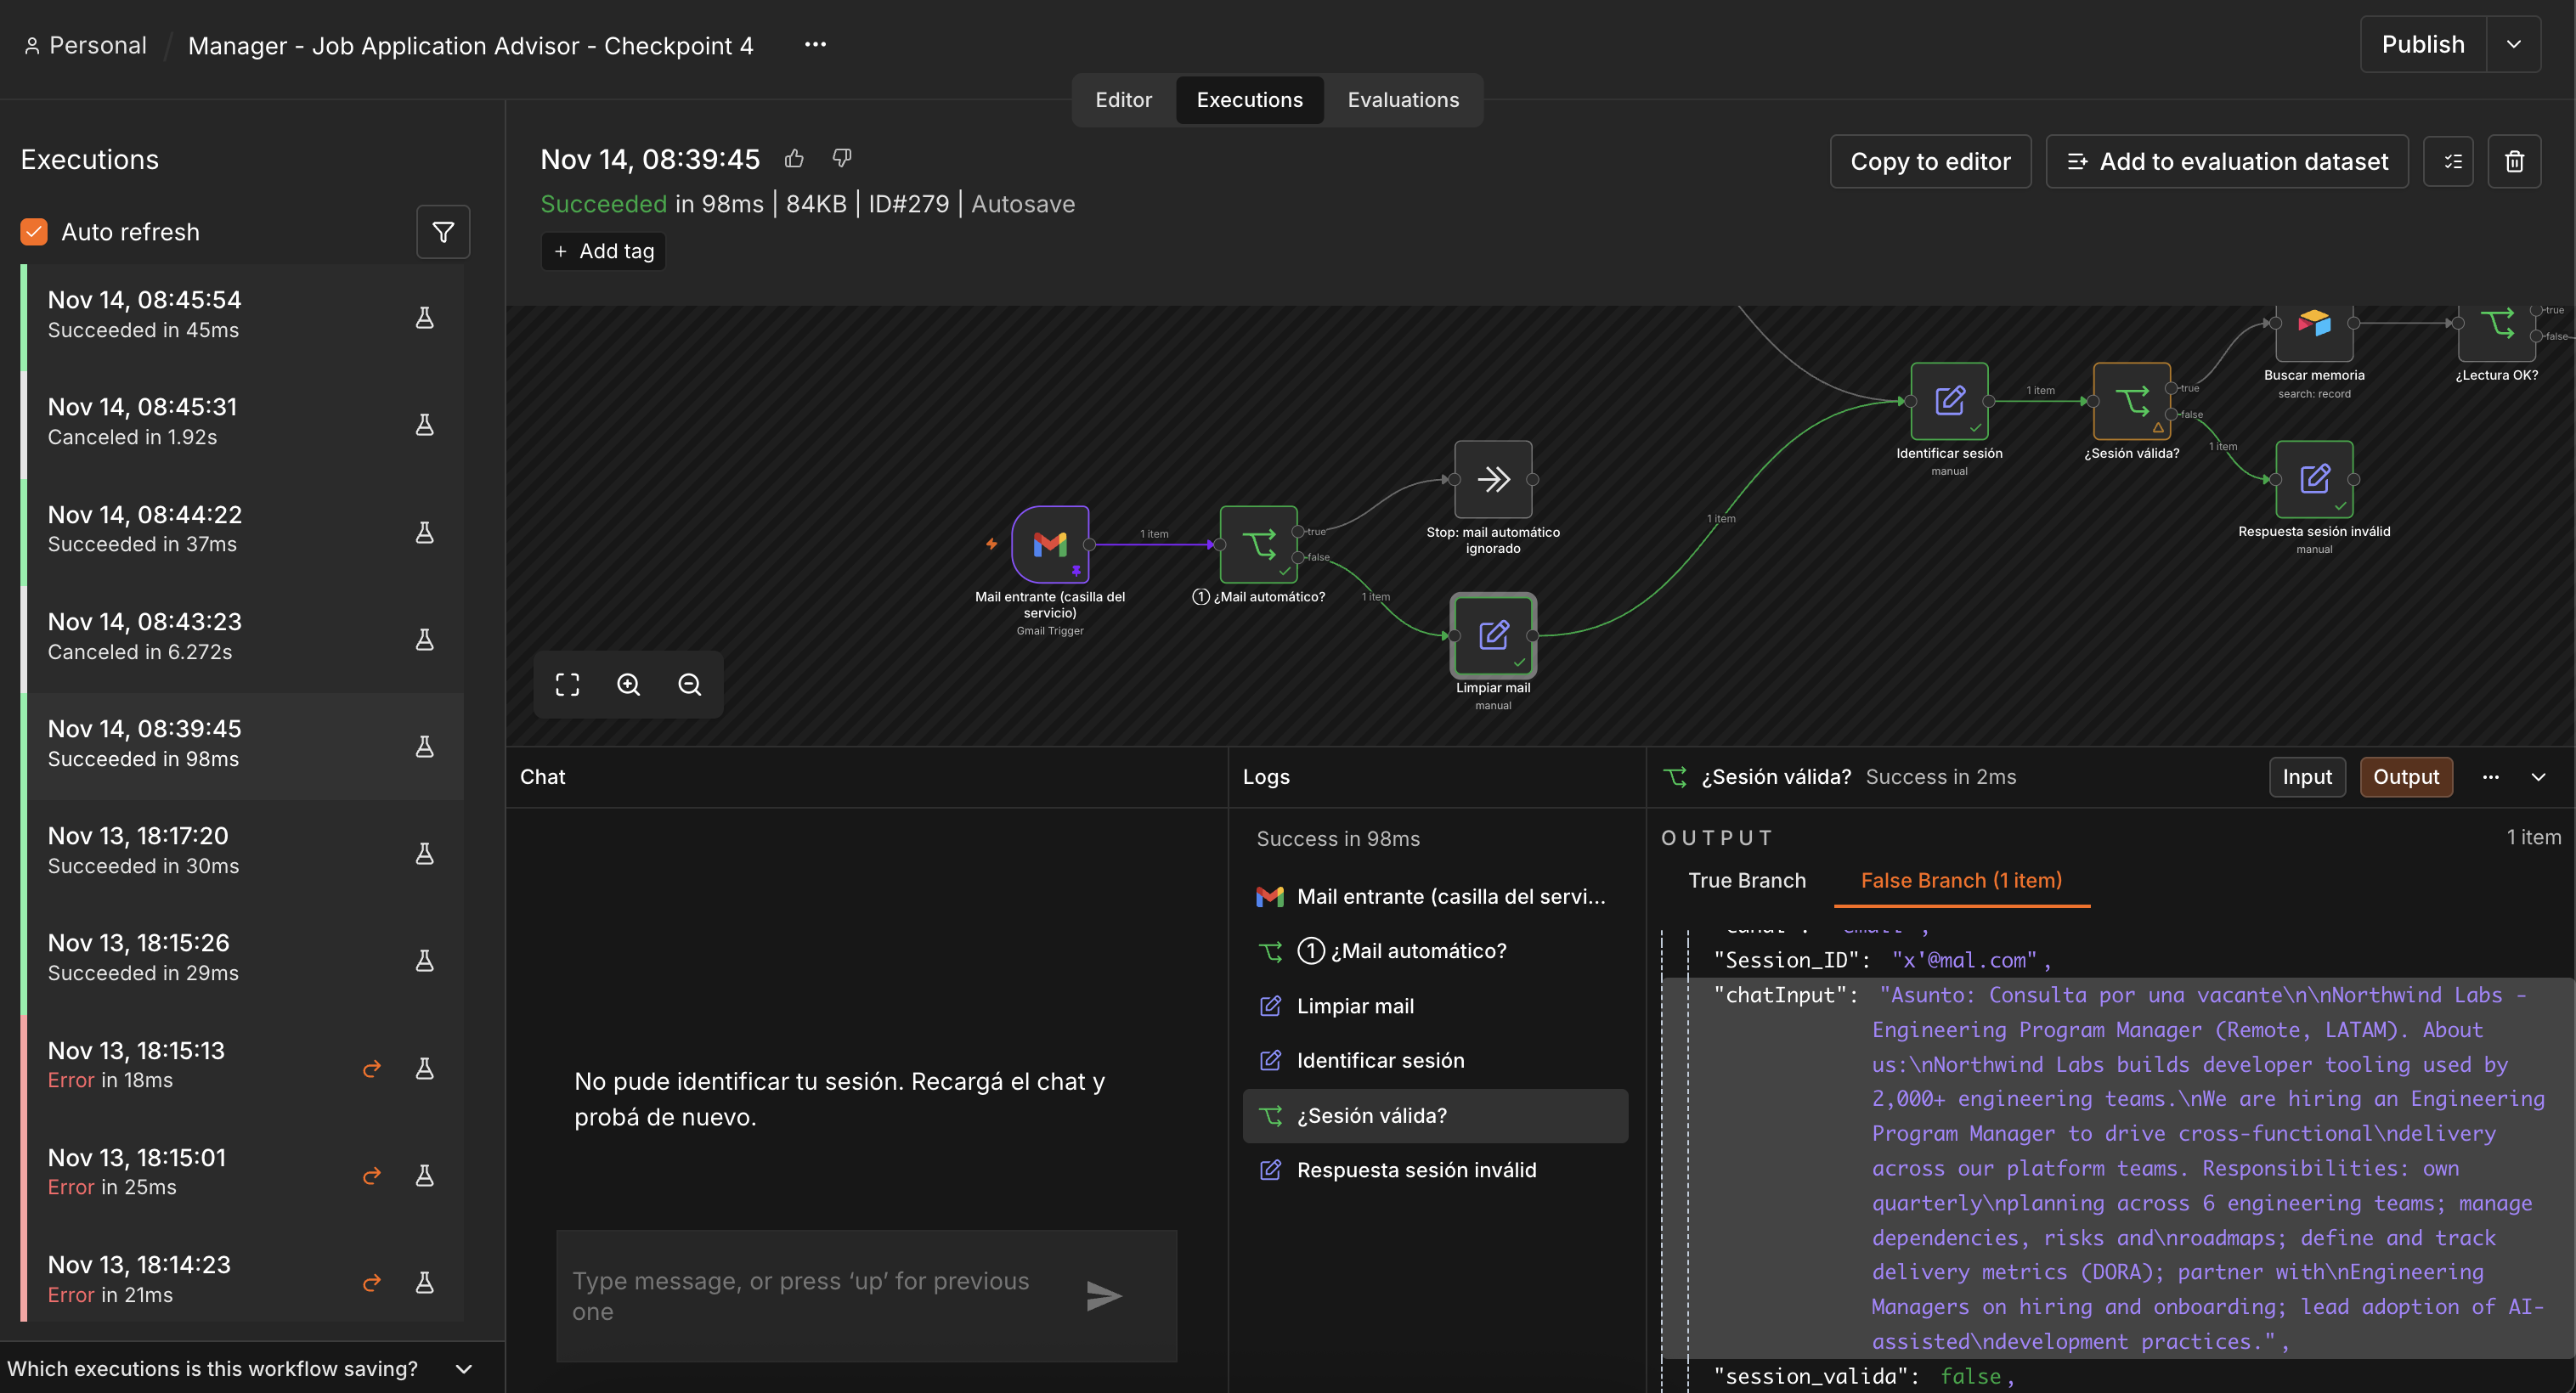 Personal / Manager - Job Application Advisor - Checkpoint 4 ...
Publish
Editor Executions Evaluations
Executions
Auto refresh
Nov 14, 08:45:54
Succeeded in 45ms
Nov 14, 08:45:31
Canceled in 1.92s
Nov 14, 08:44:22
Succeeded in 37ms
Nov 14, 08:43:23
Canceled in 6.272s
Nov 14, 08:39:45
Succeeded in 98ms
Nov 13, 18:17:20
Succeeded in 30ms
Nov 13, 18:15:26
Succeeded in 29ms
Nov 13, 18:15:13
Error in 18ms
Nov 13, 18:15:01
Error in 25ms
Nov 13, 18:14:23
Error in 21ms
Which executions is this workflow saving?
Nov 14, 08:39:45
Succeeded in 98ms | 84KB | ID#279 | Autosave
+ Add tag
Copy to editor
Add to evaluation dataset
Mail entrante (casilla del
servicio)
Gmail Trigger
1 item
① ¿Mail automático?
true
false
1 item
Stop: mail automático
ignorado
Limpiar mail
manual
1 item
Identificar sesión
manual
1 item
¿Sesión válida?
true
false
1 item
Buscar memoria
search: record
Respuesta sesión inválid
manual
¿Lectura OK?
true
false
Chat
No pude identificar tu sesión. Recargá el chat y
probá de nuevo.
Type message, or press ‘up’ for previous
one
Logs
Success in 98ms
Mail entrante (casilla del servi...
① ¿Mail automático?
Limpiar mail
Identificar sesión
¿Sesión válida?
Respuesta sesión inválid
¿Sesión válida? Success in 2ms
Input Output ...
OUTPUT
1 item
True Branch False Branch (1 item)
"canal": "email",
"Session_ID": "x'@mal.com",
"chatInput": "Asunto: Consulta por una vacante\n\nNorthwind Labs -
Engineering Program Manager (Remote, LATAM). About
us:\nNorthwind Labs builds developer tooling used by
2,000+ engineering teams.\nWe are hiring an Engineering
Program Manager to drive cross-functional\ndelivery
across our platform teams. Responsibilities: own
quarterly\nplanning across 6 engineering teams; manage
dependencies, risks and\nroadmaps; define and track
delivery metrics (DORA); partner with\nEngineering
Managers on hiring and onboarding; lead adoption of AI-
assisted\ndevelopment practices.",
"session_valida": false,